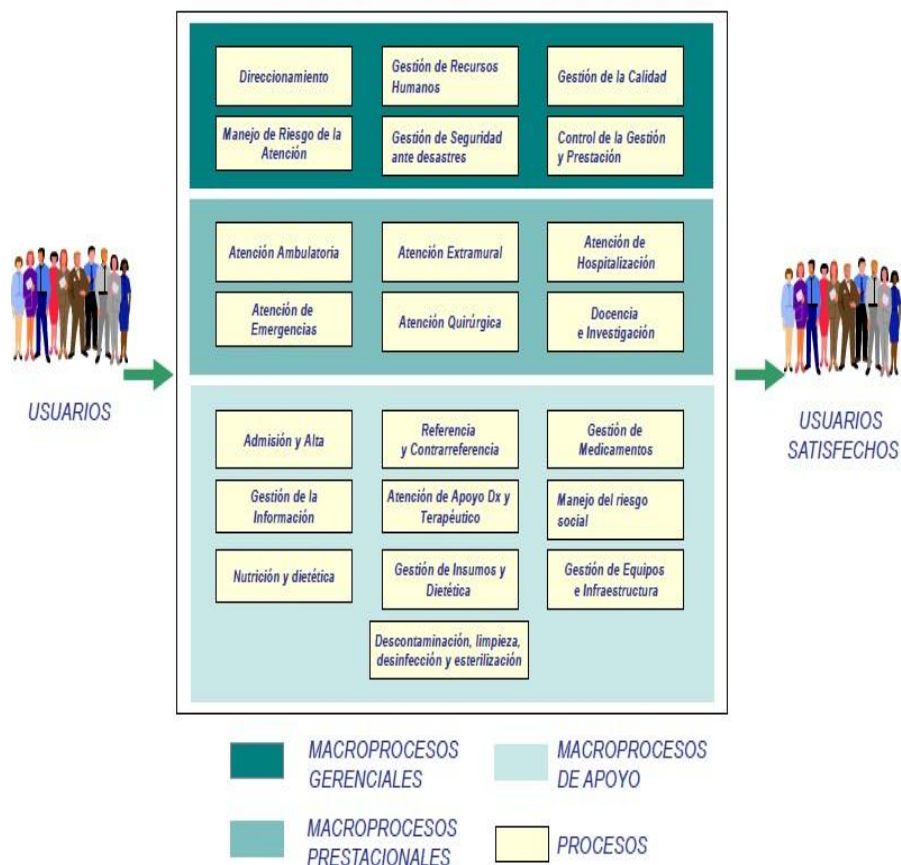 Direccionamiento
Gestión de Recursos
Humanos
Gestión de la Calidad
Manejo de Riesgo de la
Atención
Gestión de Seguridad
ante desastres
Control de la Gestión
y Prestación
Atención Ambulatoria
Atención Extramural
Atención de
Hospitalización
Atención de
Emergencias
Atención Quirúrgica
Docencia
e Investigación
USUARIOS
USUARIOS
SATISFECHOS
Admisión y Alta
Referencia
y Contrarreferencia
Gestión de
Medicamentos
Gestión de la
Información
Atención de Apoyo Dx y
Terapéutico
Manejo del riesgo
social
Nutrición y dietética
Gestión de Insumos y
Dietética
Gestión de Equipos
e Infraestructura
Descontaminación, limpieza,
desinfección y esterilización
MACROPROCESOS
GERENCIALES
MACROPROCESOS
DE APOYO
MACROPROCESOS
PRESTACIONALES
PROCESOS